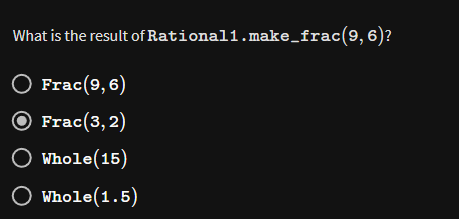 What is the result of Rational1.make_frac(9, 6)?
Frac(9, 6)
Frac(3, 2)
Whole(15)
Whole(1.5)